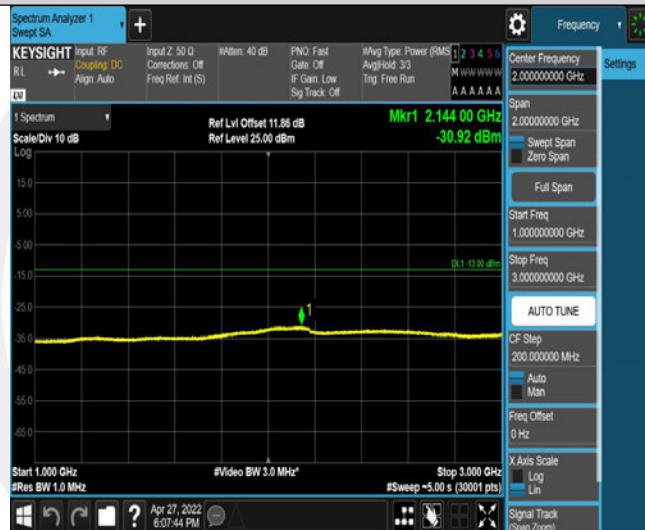 Spectrum Analyzer 1
Swept SA
+
Frequency
KEYSIGHT
RL
Input: RF
Coupling: DC
Align: Auto
Input Z: 50 Ω
Corrections: Off
Freq Ref: Int (S)
#Atten: 40 dB
PNO: Fast
Gate: Off
IF Gain: Low
Sig Track: Off
#Avg Type: Power (RMS
Avg|Hold: 3/3
Trig: Free Run
1 2 3 4 5 6
M W W W W W
A A A A A A
LXI
1 Spectrum
Scale/Div 10 dB
Log
Ref Lvl Offset 11.86 dB
Ref Level 25.00 dBm
Mkr1 2.144 00 GHz
-30.92 dBm
15.0
5.00
-5.00
-15.0
-25.0
-35.0
-45.0
-55.0
-65.0
DL1 -13.00 dBm
1
Start 1.000 GHz
#Res BW 1.0 MHz
#Video BW 3.0 MHz*
Stop 3.000 GHz
#Sweep ~5.00 s (30001 pts)
?
Apr 27, 2022
6:07:44 PM
Center Frequency
2.000000000 GHz
Settings
Span
2.00000000 GHz
Swept Span
Zero Span
Full Span
Start Freq
1.000000000 GHz
Stop Freq
3.000000000 GHz
AUTO TUNE
CF Step
200.000000 MHz
Auto
Man
Freq Offset
0 Hz
X Axis Scale
Log
Lin
Signal Track
(Span Zoom)